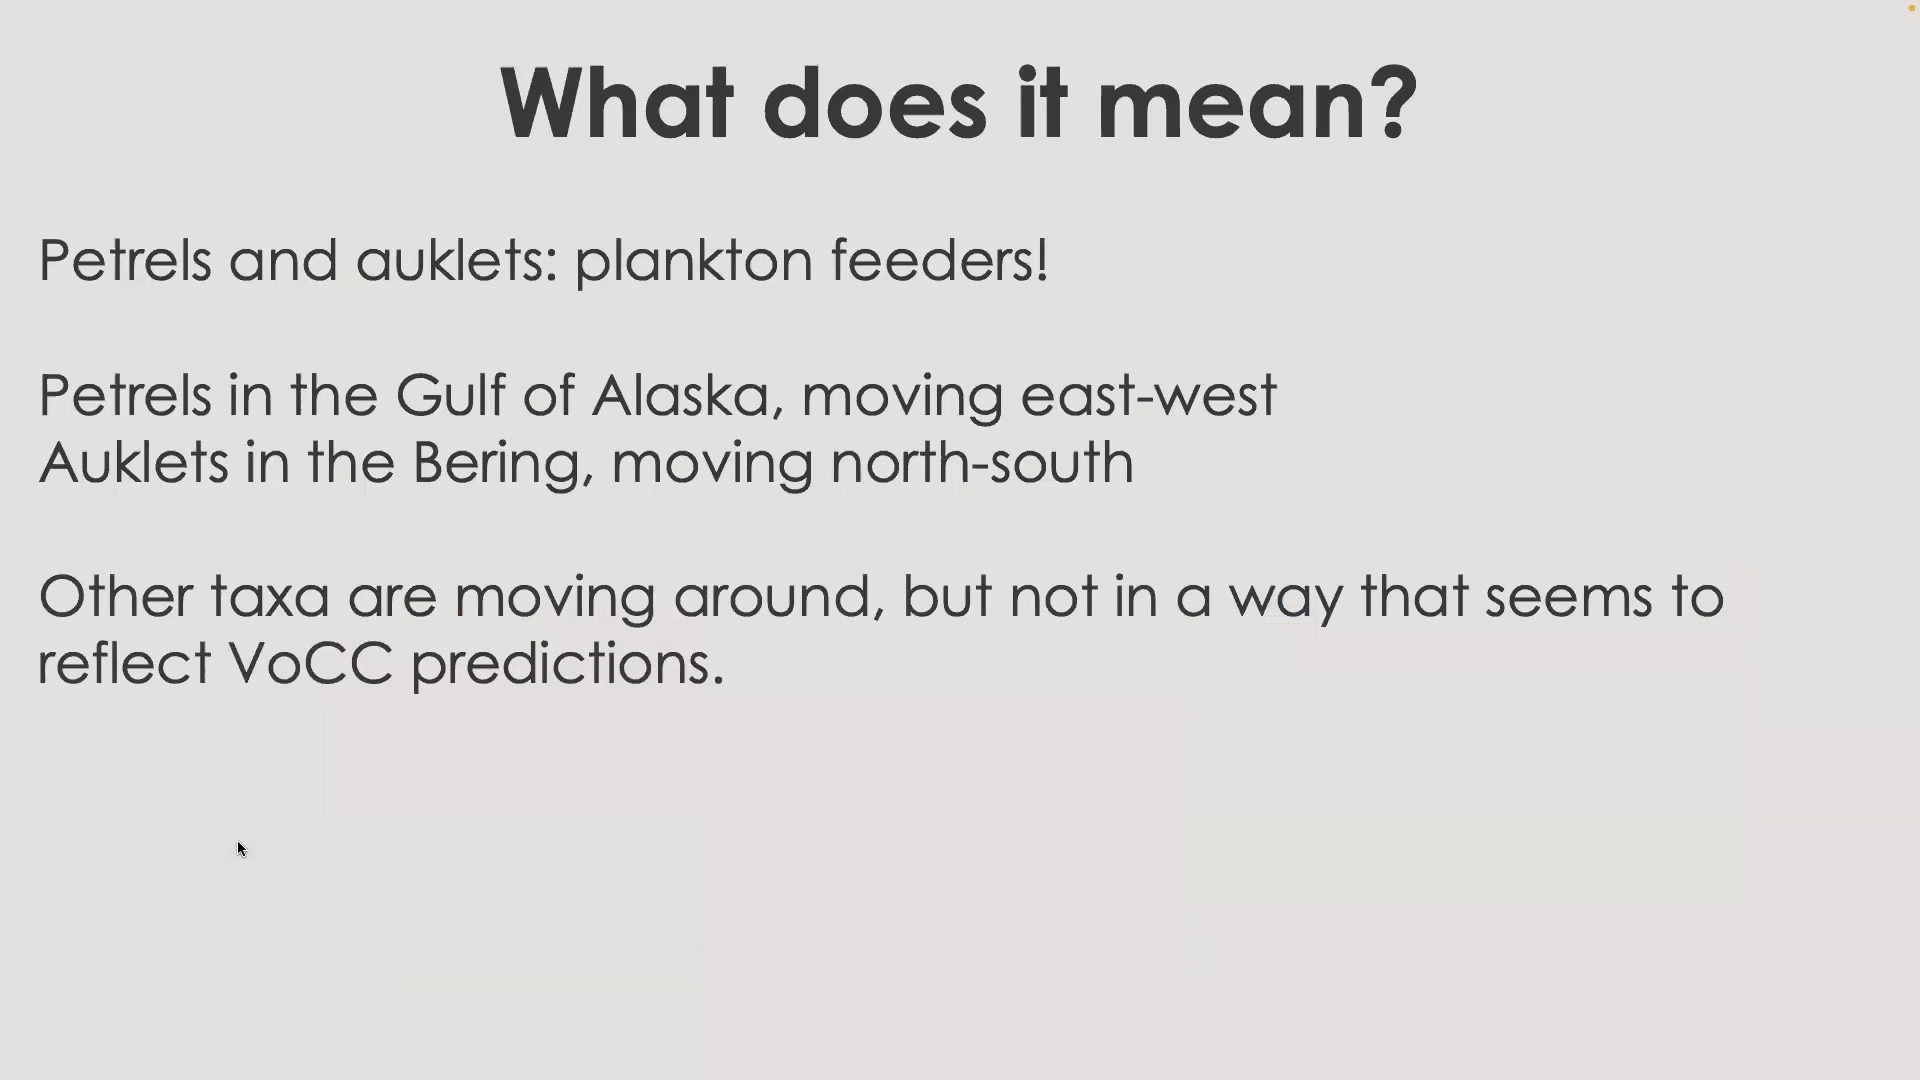 What does it mean?
Petrels and auklets: plankton feeders!
Petrels in the Gulf of Alaska, moving east-west
Auklets in the Bering, moving north-south
Other taxa are moving around, but not in a way that seems to
reflect VoCC predictions.